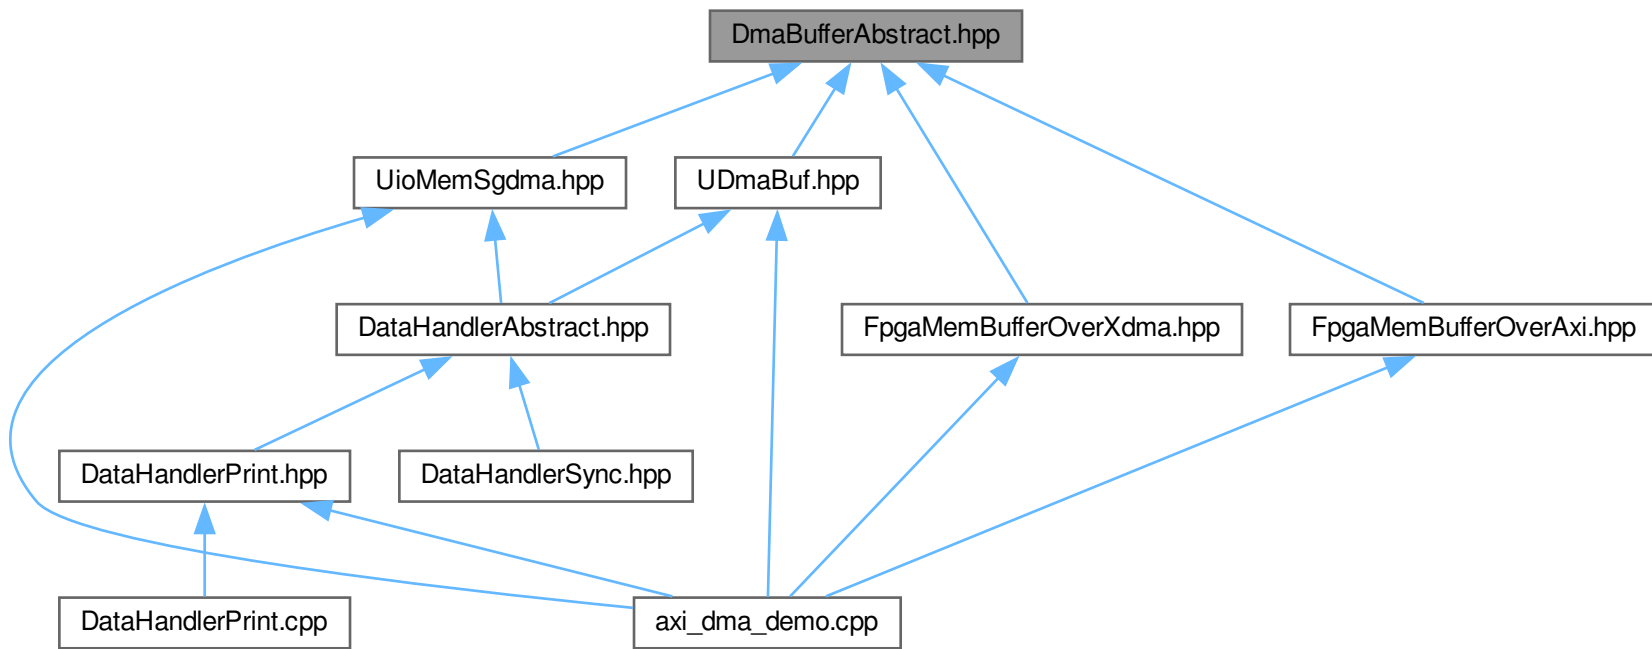 DmaBufferAbstract.hpp
UioMemSgdma.hpp
UDmaBuf.hpp
DataHandlerAbstract.hpp
FpgaMemBufferOverXdma.hpp
FpgaMemBufferOverAxi.hpp
DataHandlerPrint.hpp
DataHandlerSync.hpp
DataHandlerPrint.cpp
axi_dma_demo.cpp